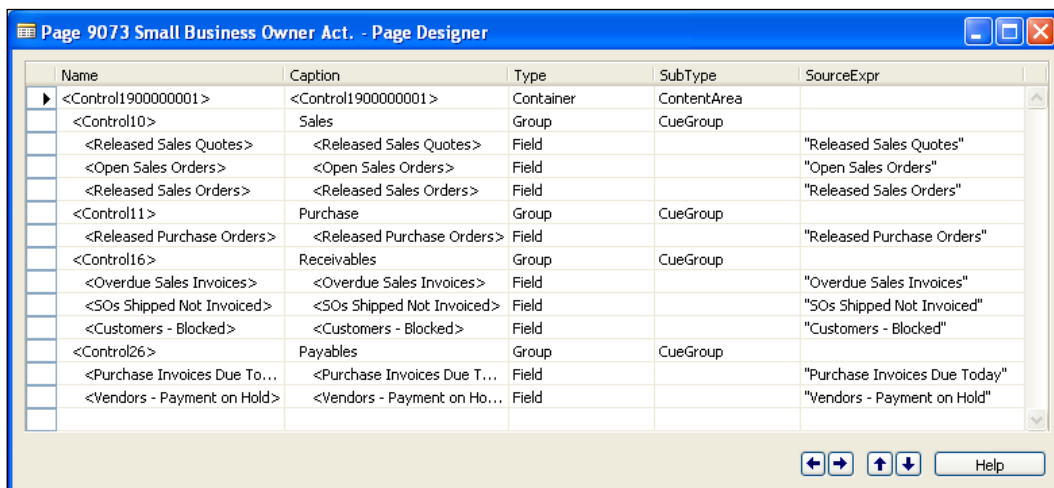 Page 9073 Small Business Owner Act. - Page Designer
Name Caption Type SubType SourceExpr
<Control1900000001> <Control1900000001> Container ContentArea
<Control10> Sales Group CueGroup
<Released Sales Quotes> <Released Sales Quotes> Field "Released Sales Quotes"
<Open Sales Orders> <Open Sales Orders> Field "Open Sales Orders"
<Released Sales Orders> <Released Sales Orders> Field "Released Sales Orders"
<Control11> Purchase Group CueGroup
<Released Purchase Orders> <Released Purchase Orders> Field "Released Purchase Orders"
<Control16> Receivables Group CueGroup
<Overdue Sales Invoices> <Overdue Sales Invoices> Field "Overdue Sales Invoices"
<SOs Shipped Not Invoiced> <SOs Shipped Not Invoiced> Field "SOs Shipped Not Invoiced"
<Customers - Blocked> <Customers - Blocked> Field "Customers - Blocked"
<Control26> Payables Group CueGroup
<Purchase Invoices Due To... <Purchase Invoices Due T... Field "Purchase Invoices Due Today"
<Vendors - Payment on Hold> <Vendors - Payment on Ho... Field "Vendors - Payment on Hold"
Help